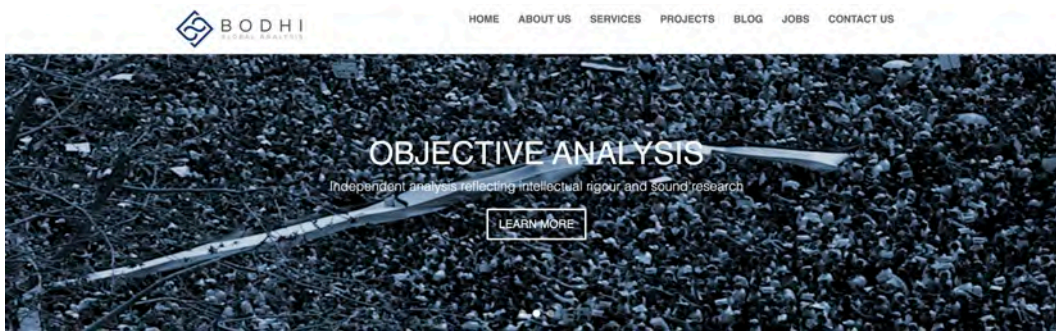 BODHI
GLOBAL ANALYSIS
HOME ABOUT US SERVICES PROJECTS BLOG JOBS CONTACT US
OBJECTIVE ANALYSIS
Independent analysis reflecting intellectual rigour and sound research
LEARN MORE